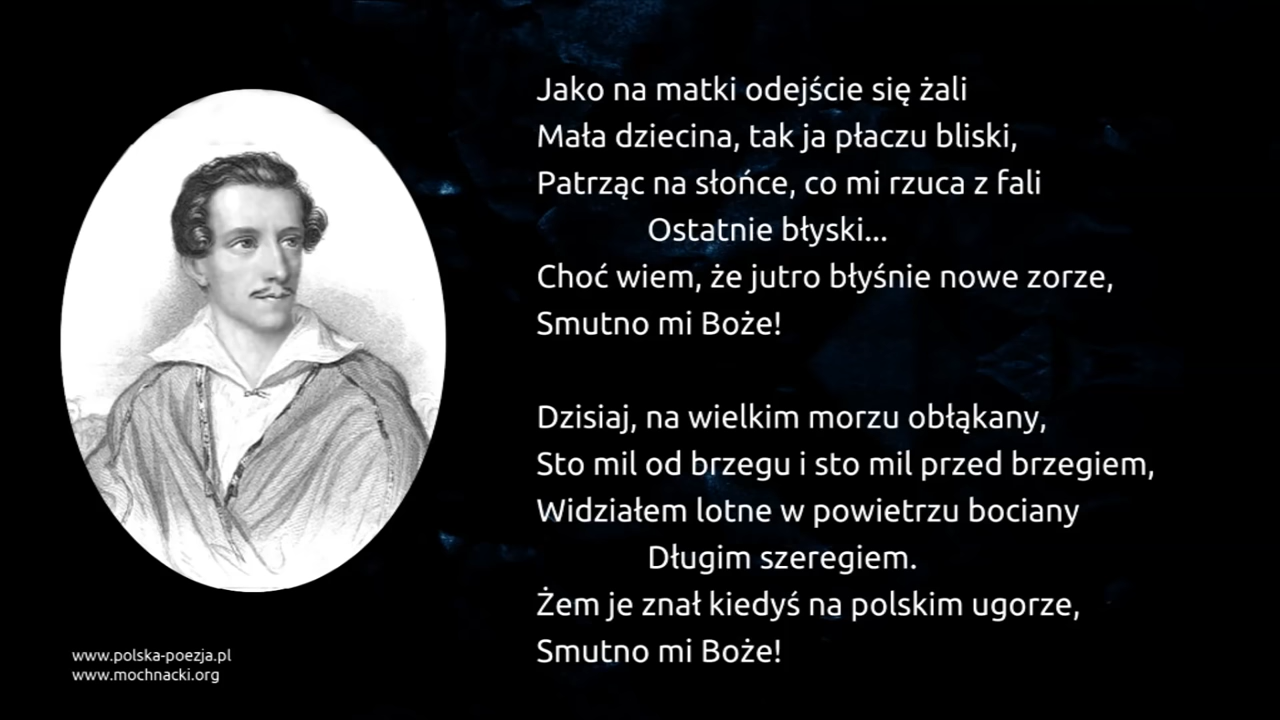 Jako na matki odejście się żali
Mała dziecina, tak ja płaczu bliski,
Patrząc na słońce, co mi rzuca z fali
Ostatnie błyski...
Choć wiem, że jutro błyśnie nowe zorze,
Smutno mi Boże!
Dzisiaj, na wielkim morzu obłąkany,
Sto mil od brzegu i sto mil przed brzegiem,
Widziałem lotne w powietrzu bociany
Długim szeregiem.
Żem je znał kiedyś na polskim ugorze,
Smutno mi Boże!
www.polska-poezja.pl
www.mochnacki.org